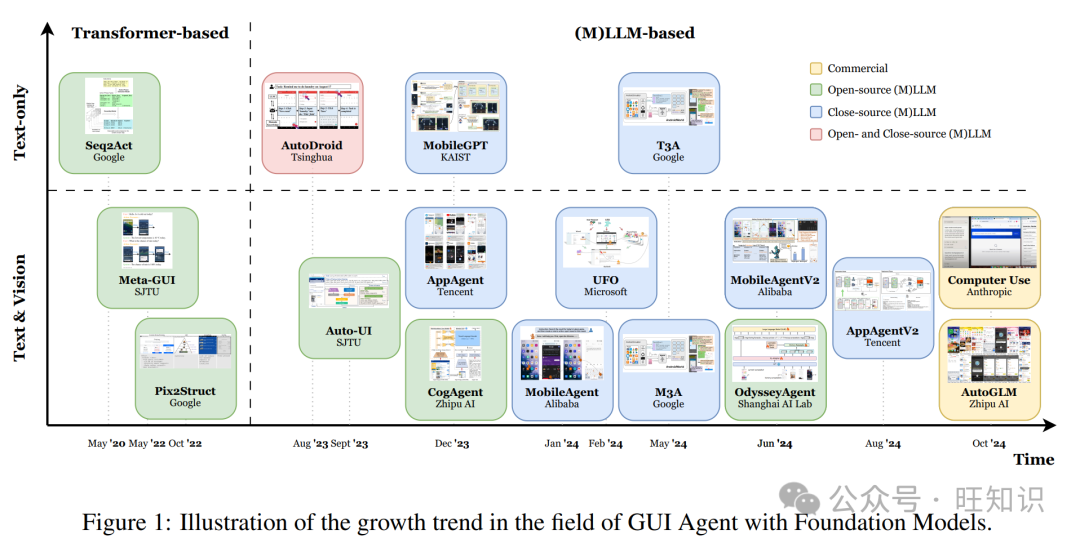 Transformer-based
(M)LLM-based
Text-only
Text & Vision
Commercial
Open-source (M)LLM
Close-source (M)LLM
Open- and Close-source (M)LLM
Seq2Act
Google
AutoDroid
Tsinghua
MobileGPT
KAIST
T3A
Google
Meta-GUI
SJTU
Auto-UI
SJTU
AppAgent
Tencent
UFO
Microsoft
MobileAgentV2
Alibaba
AppAgentV2
Tencent
Computer Use
Anthropic
Pix2Struct
Google
CogAgent
Zhipu AI
MobileAgent
Alibaba
M3A
Google
OdysseyAgent
Shanghai AI Lab
AutoGLM
Zhipu AI
May '20 May '22 Oct '22 Aug '23 Sept '23 Dec '23 Jan '24 Feb '24 May '24 Jun '24 Aug '24 Oct '24
Time
公众号 · 旺知识
Figure 1: Illustration of the growth trend in the field of GUI Agent with Foundation Models.